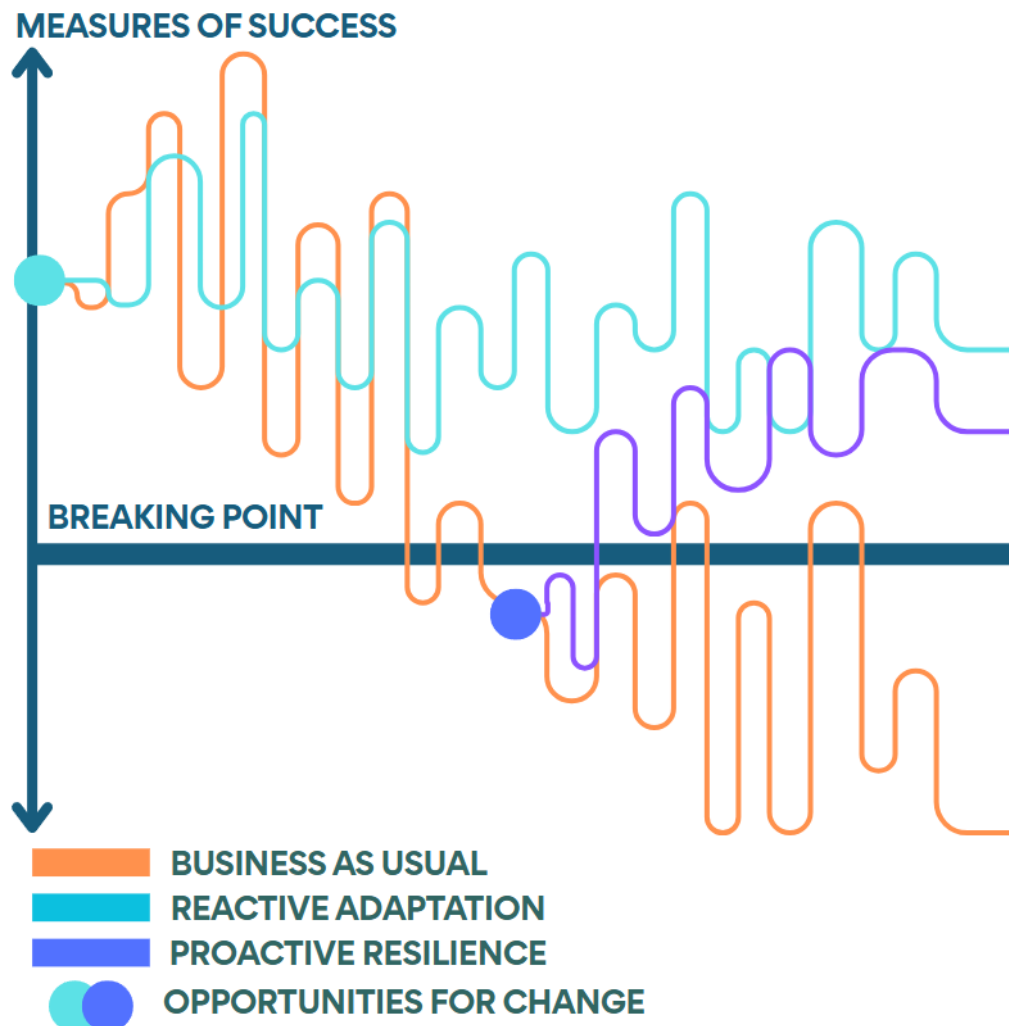 MEASURES OF SUCCESS
BREAKING POINT
BUSINESS AS USUAL
REACTIVE ADAPTATION
PROACTIVE RESILIENCE
OPPORTUNITIES FOR CHANGE